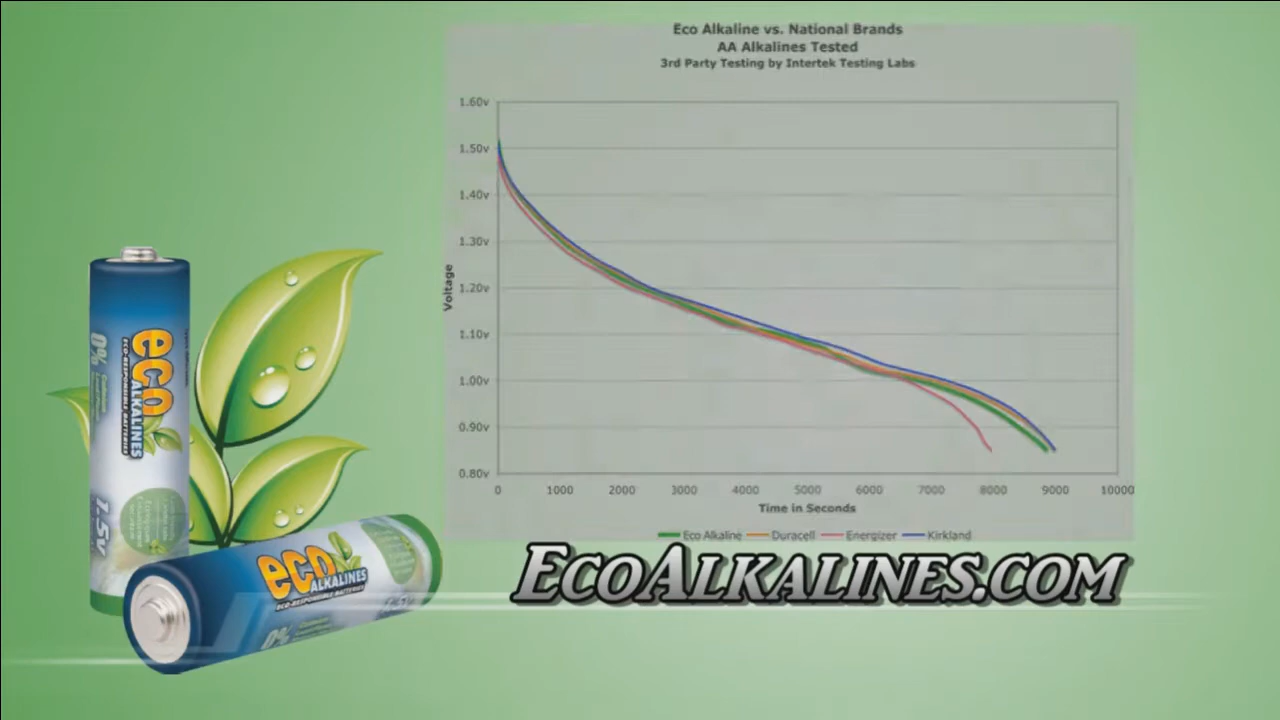 Eco Alkaline vs. National Brands
AA Alkalines Tested
3rd Party Testing by Intertek Testing Labs
1.60v
1.50v
1.40v
1.30v
1.20v
1.10v
1.00v
0.90v
0.80v
Voltage
0 1000 2000 3000 4000 5000 6000 7000 8000 9000 10000
Time in Seconds
Eco Alkaline Duracell Energizer Kirkland
ECOALKALINES.COM
eco
ALKALINES
ECO-RESPONSIBLE BATTERIES
0%
1.5v
eco
ALKALINES
ECO-RESPONSIBLE BATTERIES
0%